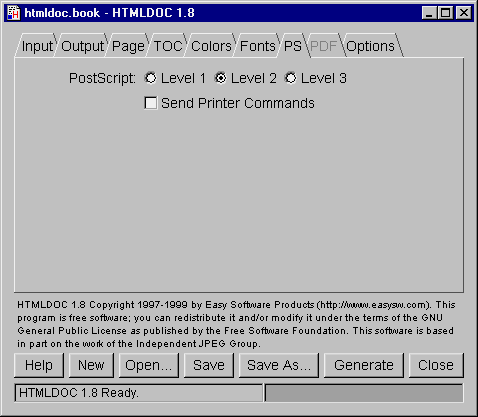 htmldoc.book - HTMLDOC 1.8
Input Output Page TOC Colors Fonts PS PDF Options
PostScript: Level 1 Level 2 Level 3
Send Printer Commands
HTMLDOC 1.8 Copyright 1997-1999 by Easy Software Products (http://www.easysw.com). This
program is free software; you can redistribute it and/or modify it under the terms of the GNU
General Public License as published by the Free Software Foundation. This software is based
in part on the work of the Independent JPEG Group.
Help New Open... Save Save As... Generate Close
HTMLDOC 1.8 Ready.